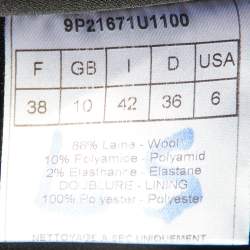 9P21671U1100
F GB I D USA
38 10 42 36 6
88% Laine - Wool
10% Polyamide - Polyamid
2% Elasthane - Elastane
DOUBLURE - LINING
100% Polyester - Polyester
NETTOYAGE A SEC UNIQUEMENT